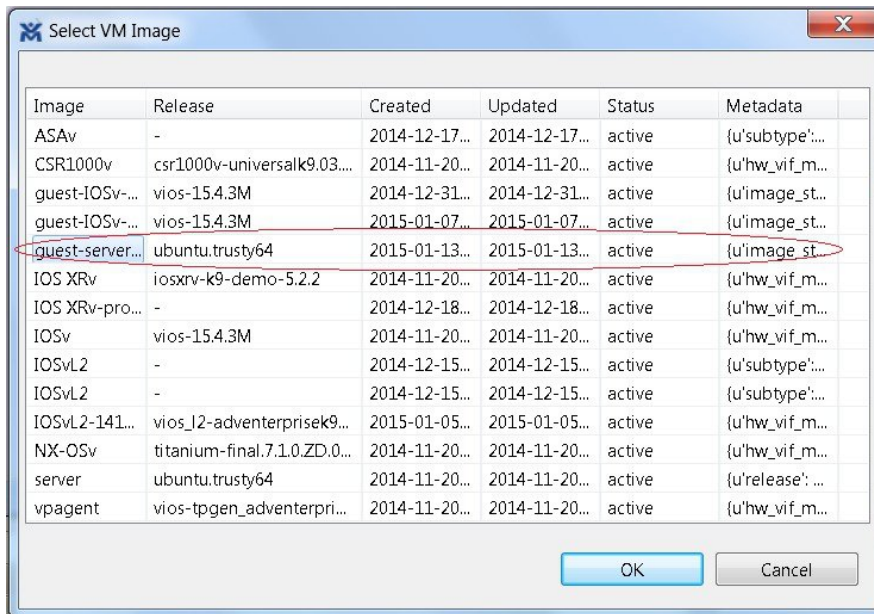 Select VM Image
Image Release Created Updated Status Metadata
ASAv - 2014-12-17... 2014-12-17... active {u'subtype':...
CSR1000v csr1000v-universalk9.03.... 2014-11-20... 2014-11-20... active {u'hw_vif_m...
guest-IOSv-... vios-15.4.3M 2014-12-31... 2014-12-31... active {u'image_st...
guest-IOSv-... vios-15.4.3M 2015-01-07... 2015-01-07... active {u'image_st...
guest-server... ubuntu.trusty64 2015-01-13... 2015-01-13... active {u'image_st...
IOS XRv iosxrv-k9-demo-5.2.2 2014-11-20... 2014-11-20... active {u'hw_vif_m...
IOS XRv-pro... - 2014-12-18... 2014-12-18... active {u'hw_vif_m...
IOSv vios-15.4.3M 2014-11-20... 2014-11-20... active {u'hw_vif_m...
IOSvL2 - 2014-12-15... 2014-12-15... active {u'subtype':...
IOSvL2 - 2014-12-15... 2014-12-15... active {u'subtype':...
IOSvL2-141... vios_l2-adventerprisek9... 2015-01-05... 2015-01-05... active {u'hw_vif_m...
NX-OSv titanium-final.7.1.0.ZD.0... 2014-11-20... 2014-11-20... active {u'hw_vif_m...
server ubuntu.trusty64 2014-11-20... 2014-11-20... active {u'release': ...
vpagent vios-tpgen_adventerpri... 2014-11-20... 2014-11-20... active {u'hw_vif_m...
OK Cancel